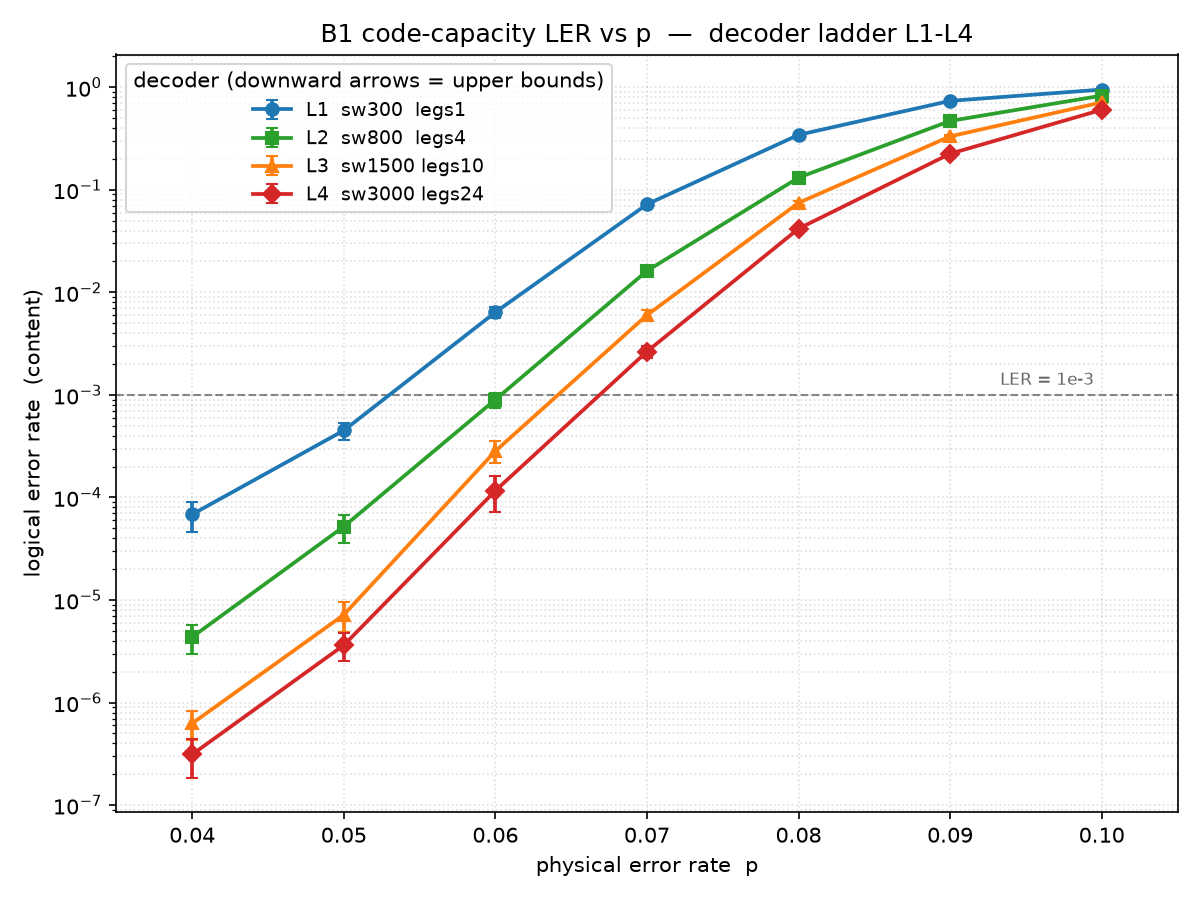 B1 code-capacity LER vs p — decoder ladder L1-L4
decoder (downward arrows = upper bounds)
L1 sw300 legs1
L2 sw800 legs4
L3 sw1500 legs10
L4 sw3000 legs24
LER = 1e-3
logical error rate (content)
10⁰
10⁻¹
10⁻²
10⁻³
10⁻⁴
10⁻⁵
10⁻⁶
10⁻⁷
0.04 0.05 0.06 0.07 0.08 0.09 0.10
physical error rate p